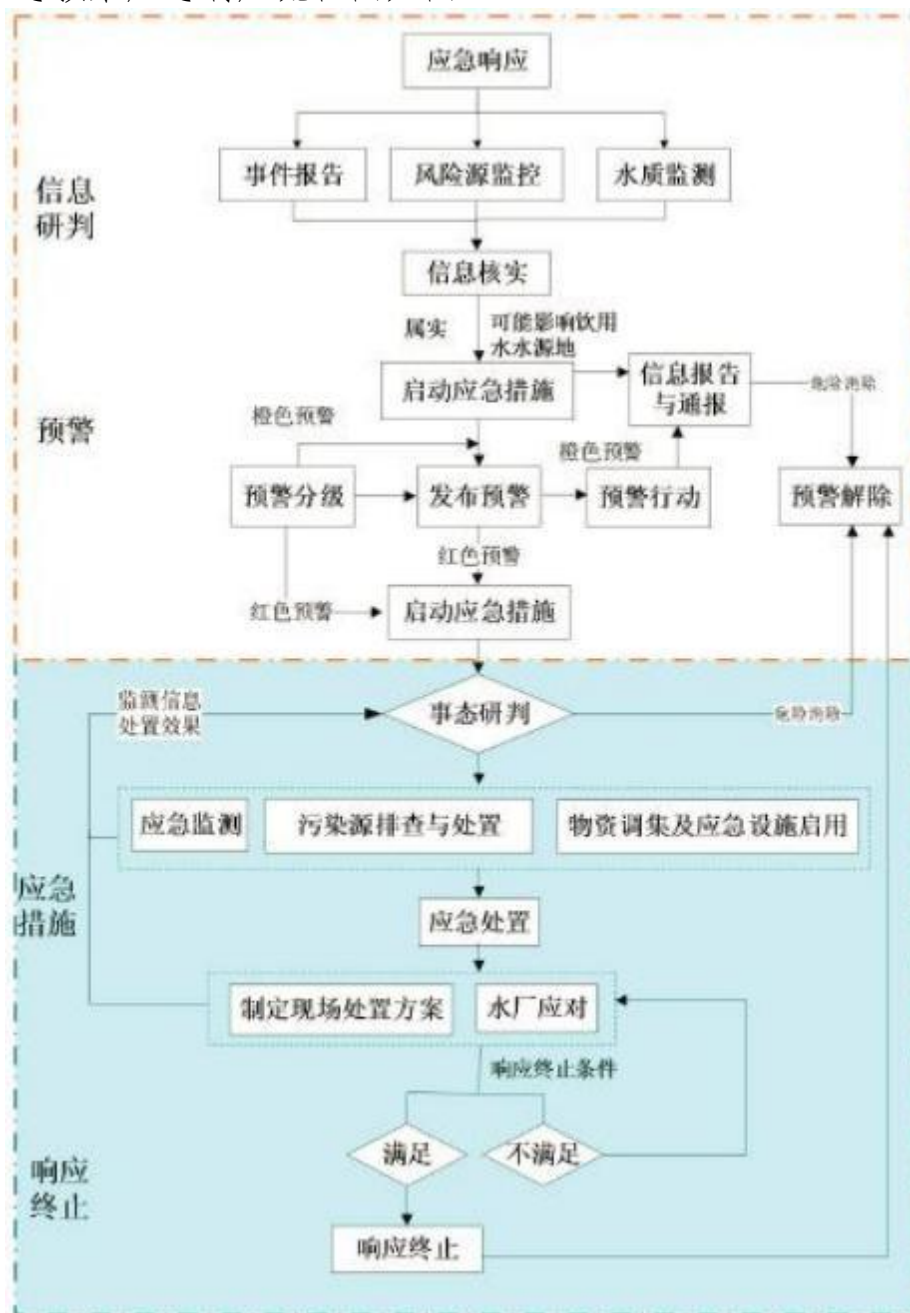 应急响应
事件报告
风险源监控
水质监测
信息
研判
信息核实
属实
可能影响饮用
水水源地
启动应急措施
信息报告
与通报
危险消除
橙色预警
预警
橙色预警
预警分级
发布预警
预警行动
预警解除
红色预警
红色预警
启动应急措施
监测信息
处置效果
事态研判
危险消除
应急监测
污染源排查与处置
物资调集及应急设施启用
应急
措施
应急处置
制定现场处置方案
水厂应对
响应终止条件
满足
不满足
响应
终止
响应终止